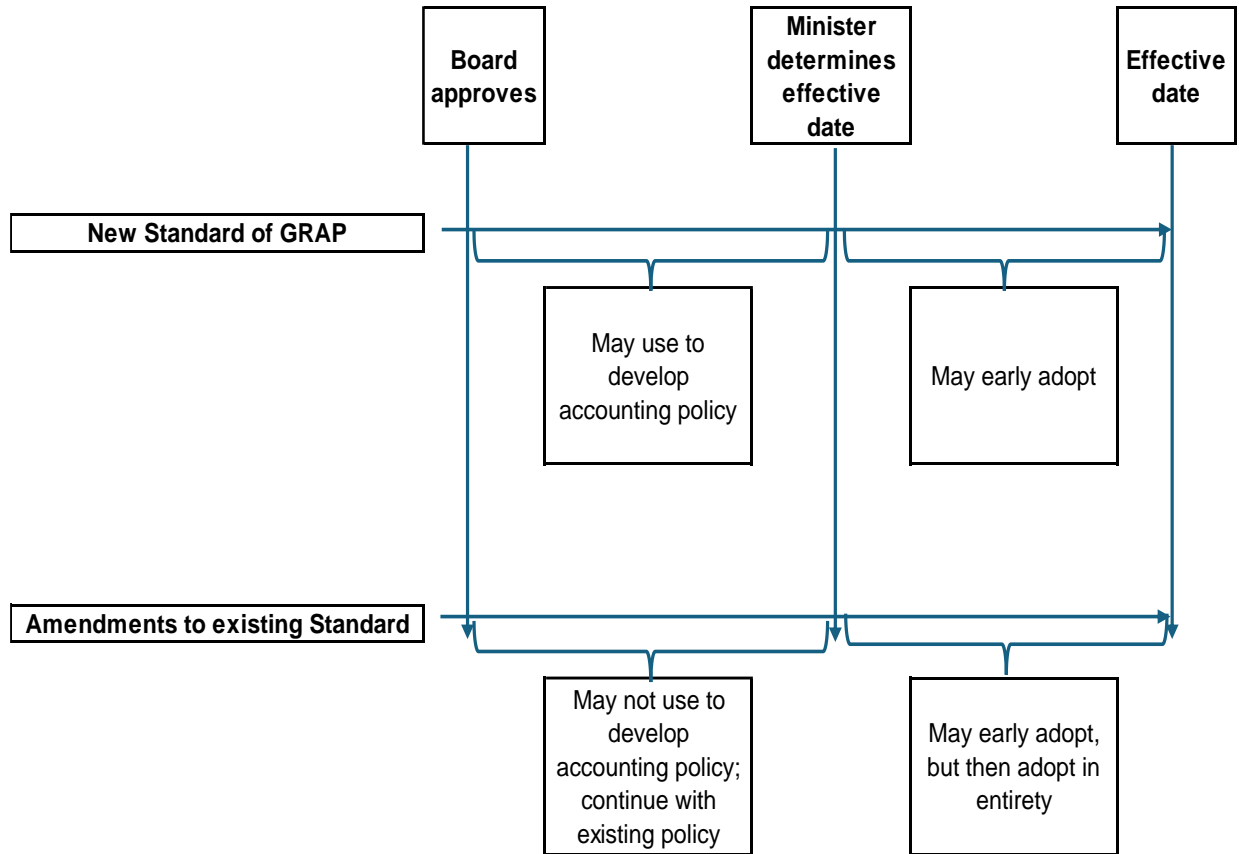 Board
approves
Minister
determines
effective
date
Effective
date
New Standard of GRAP
May use to
develop
accounting policy
May early adopt
Amendments to existing Standard
May not use to
develop
accounting policy;
continue with
existing policy
May early adopt,
but then adopt in
entirety